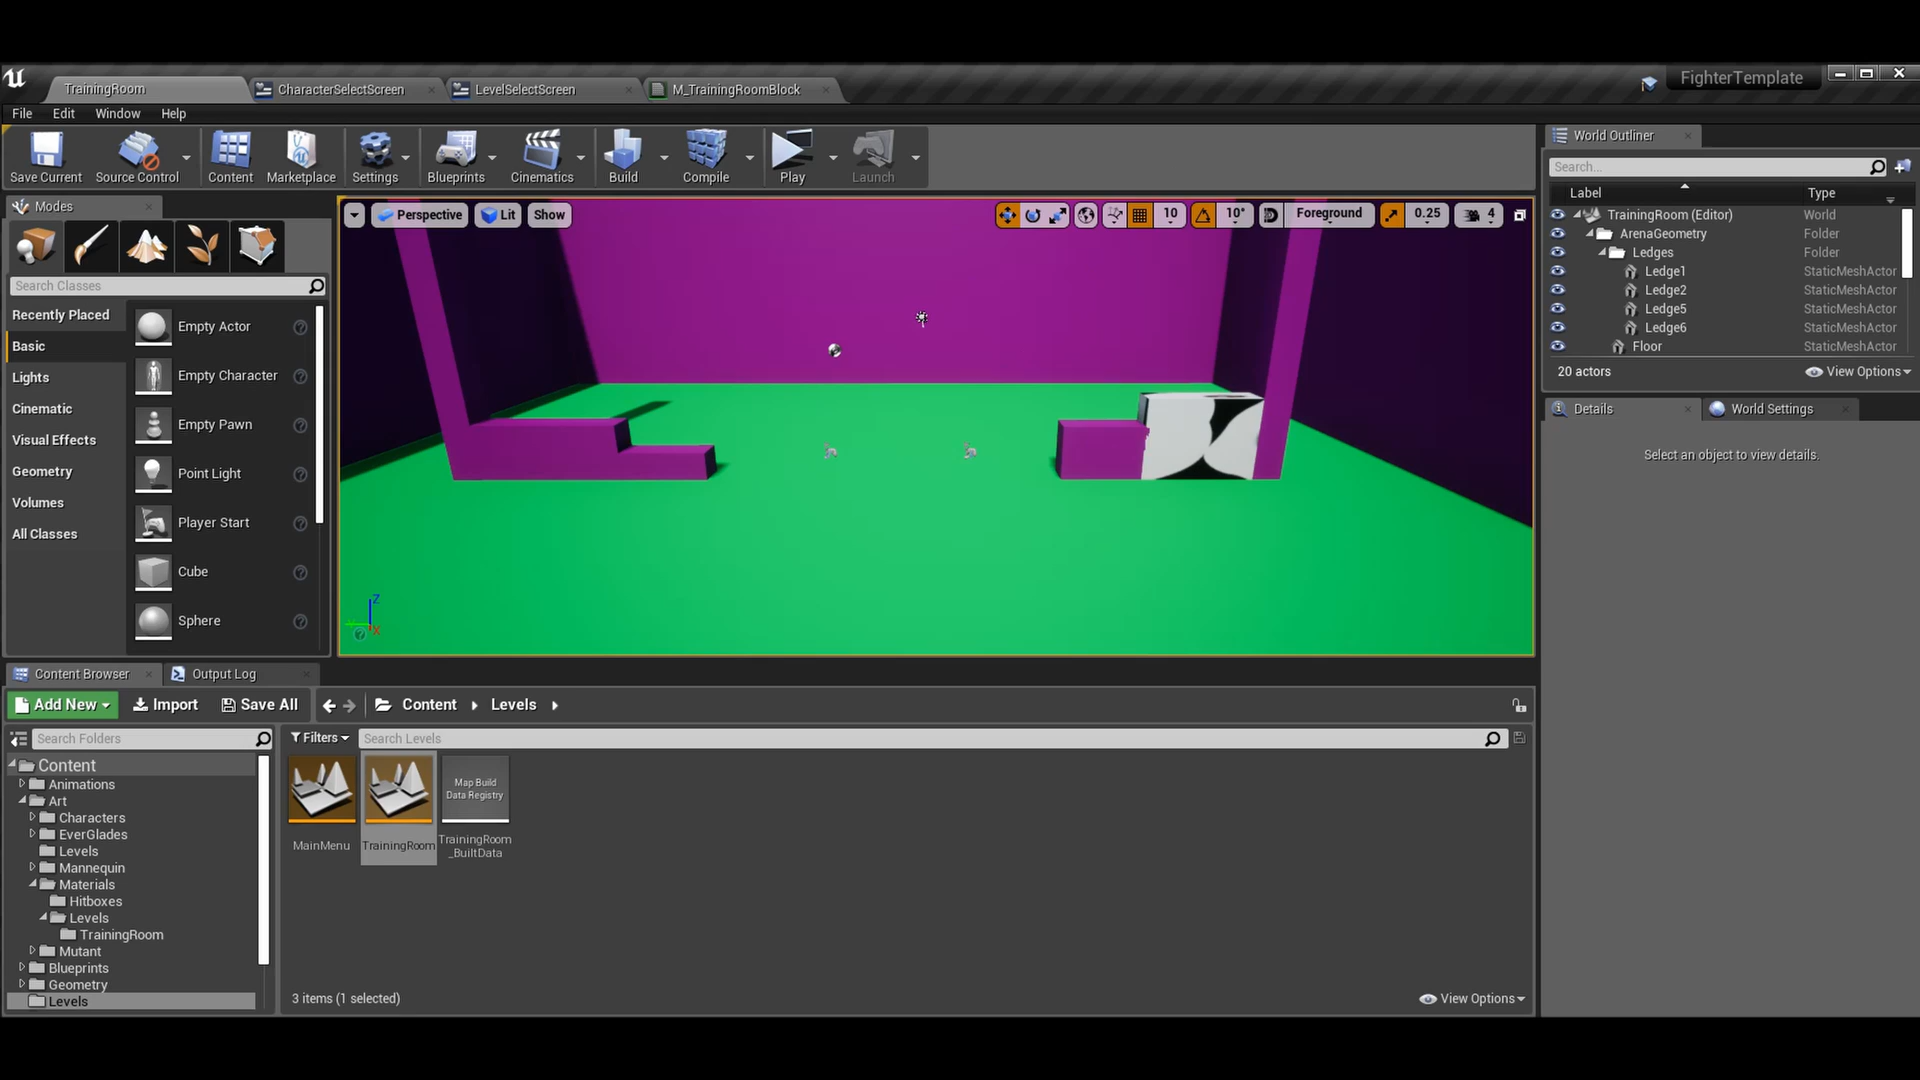 TrainingRoom
CharacterSelectScreen
LevelSelectScreen
M_TrainingRoomBlock
FighterTemplate
File Edit Window Help
Save Current
Source Control
Content
Marketplace
Settings
Blueprints
Cinematics
Build
Compile
Play
Launch
World Outliner
Search...
Label Type
TrainingRoom (Editor) World
ArenaGeometry Folder
Ledges Folder
Ledge1 StaticMeshActor
Ledge2 StaticMeshActor
Ledge5 StaticMeshActor
Ledge6 StaticMeshActor
Floor StaticMeshActor
20 actors
View Options
Details
World Settings
Select an object to view details.
Modes
Search Classes
Recently Placed
Basic
Lights
Cinematic
Visual Effects
Geometry
Volumes
All Classes
Empty Actor
Empty Character
Empty Pawn
Point Light
Player Start
Cube
Sphere
Perspective
Lit
Show
10
10°
Foreground
0.25
4
Z
X
Content Browser
Output Log
Add New
Import
Save All
Content
Levels
Search Folders
Filters
Search Levels
Content
Animations
Art
Characters
EverGlades
Levels
Mannequin
Materials
Hitboxes
Levels
TrainingRoom
Mutant
Blueprints
Geometry
Levels
Map Build
Data Registry
MainMenu
TrainingRoom
TrainingRoom
_BuiltData
3 items (1 selected)
View Options